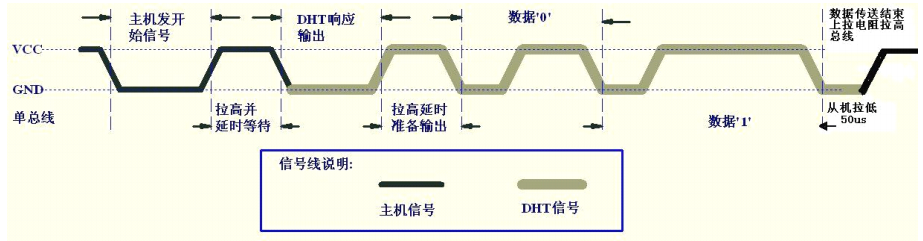 主机发开
始信号
DHT响应
输出
数据'0'
数据传送结束
上拉电阻拉高
总线
VCC
GND
单总线
拉高并
延时等待
拉高延时
准备输出
数据'1'
从机拉低
50us
信号线说明:
主机信号
DHT信号